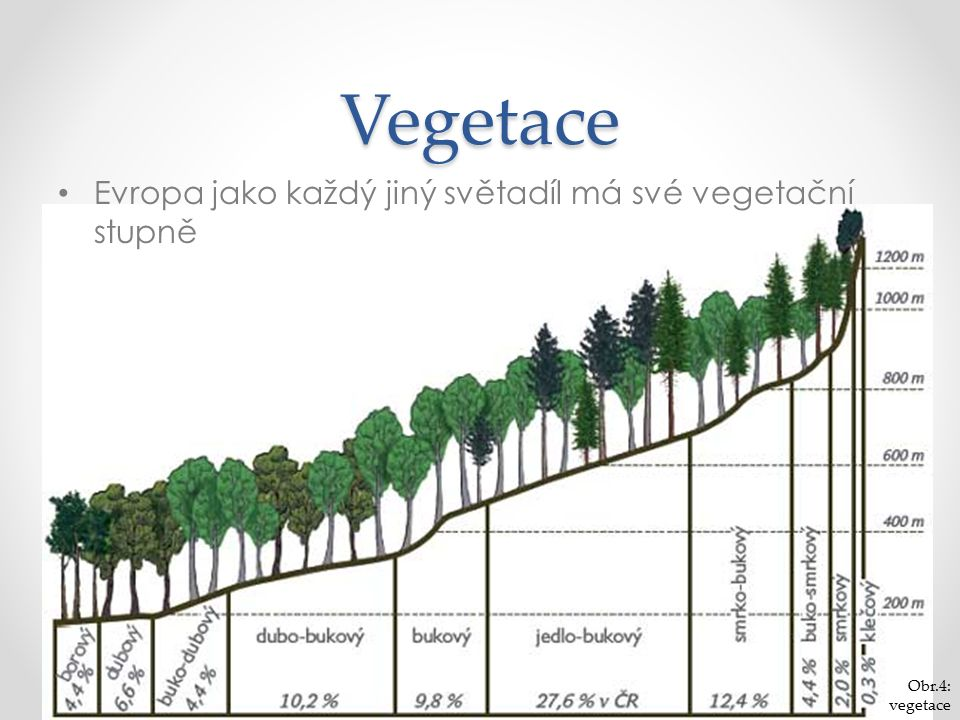 Vegetace
• Evropa jako každý jiný světadíl má své vegetační
stupně
1200 m
1000 m
800 m
600 m
400 m
200 m
borový
4,4 %
dubový
6,6 %
buko-dubový
4,4 %
dubo-bukový
10,2 %
bukový
9,8 %
jedlo-bukový
27,6 % v ČR
smrko-bukový
12,4 %
buko-smrkový
4,4 %
smrkový
2,0 %
klečový
0,3 %
Obr.4:
vegetace